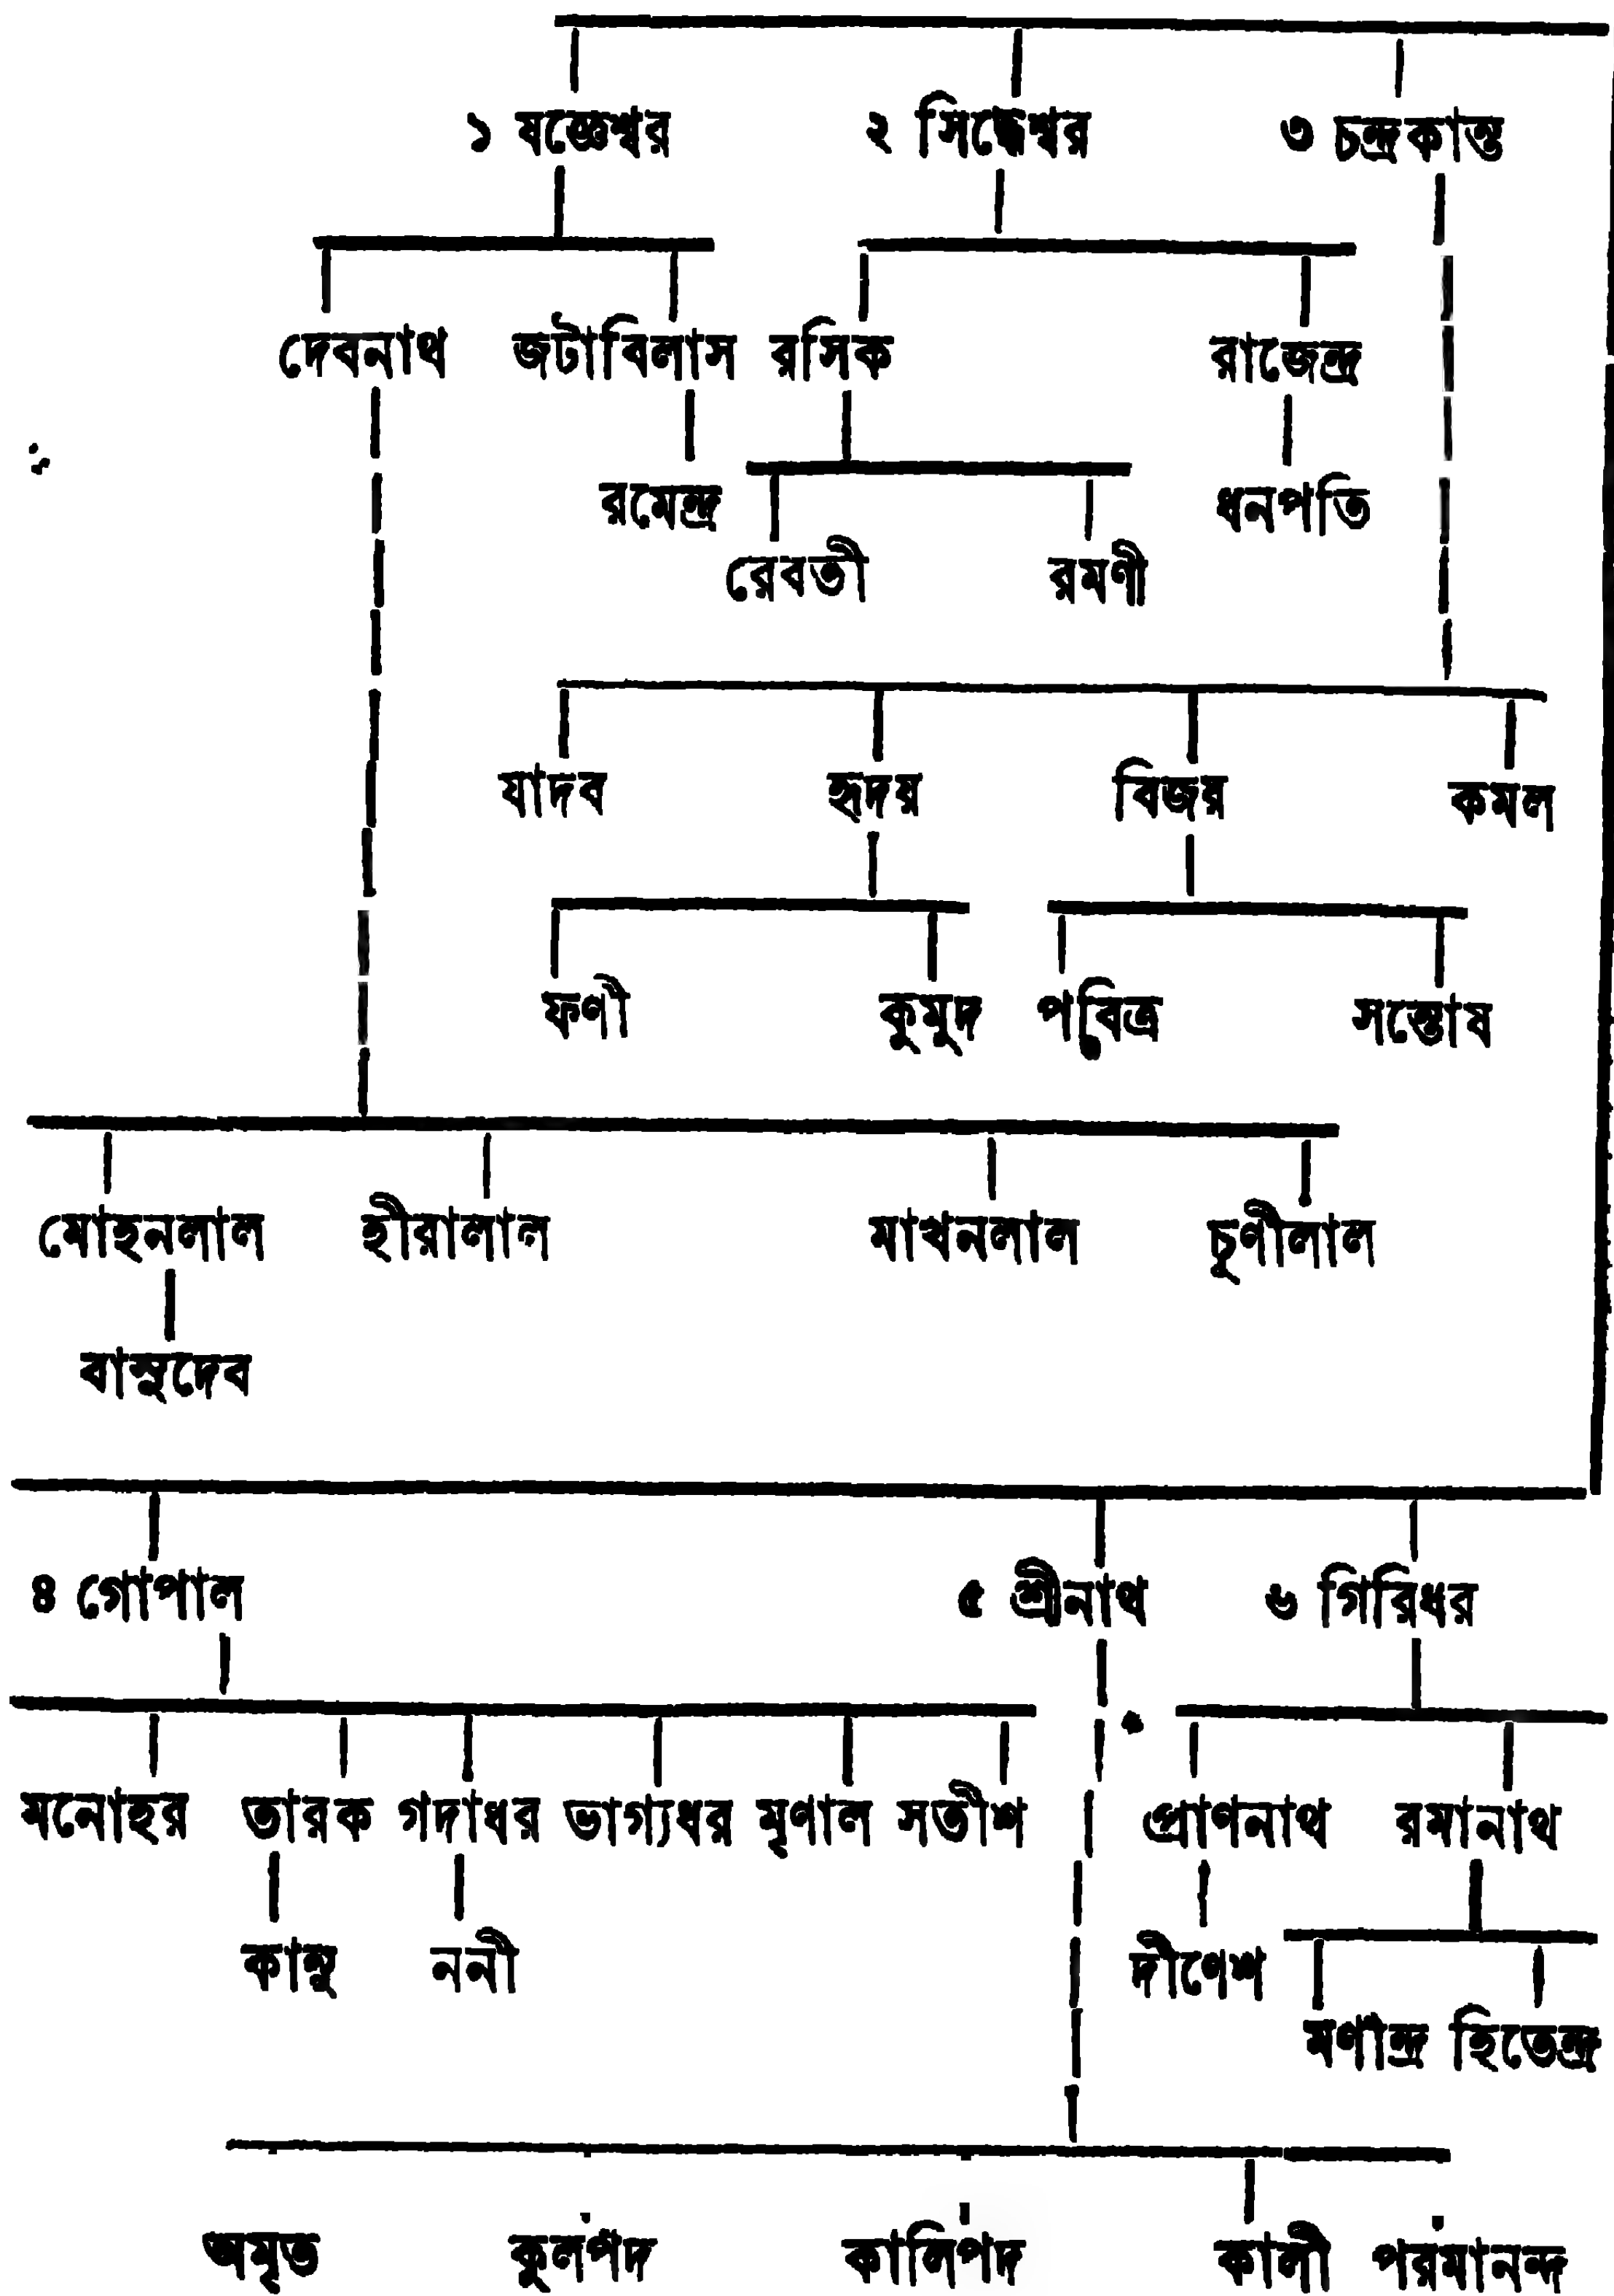 ১ যজ্ঞেশ্বর ২ সিদ্ধেশ্বর ৩ চন্দ্রকান্ত
দেবনাথ জটাবিলাস রসিক রাজেন্দ্র
রমেন্দ্র ধনপতি
রেবতী রমণী
যাদব হৃদয় বিজয় কমল
ফণী কুমুদ পবিত্র সন্তোষ
মোহনলাল হীরালাল মাখনলাল চুণীলাল
বাসুদেব
৪ গোপাল ৫ শ্রীনাথ ৬ গিরিধর
মনোহর তারক গদাধর ভাগ্যধর মৃণাল সতীশ প্রাণনাথ রমানাথ
কানু ননী দীণেশ
মণীন্দ্র হিতেন্দ্র
অমৃত কুলপদ কালিপদ কালী পরমানন্দ